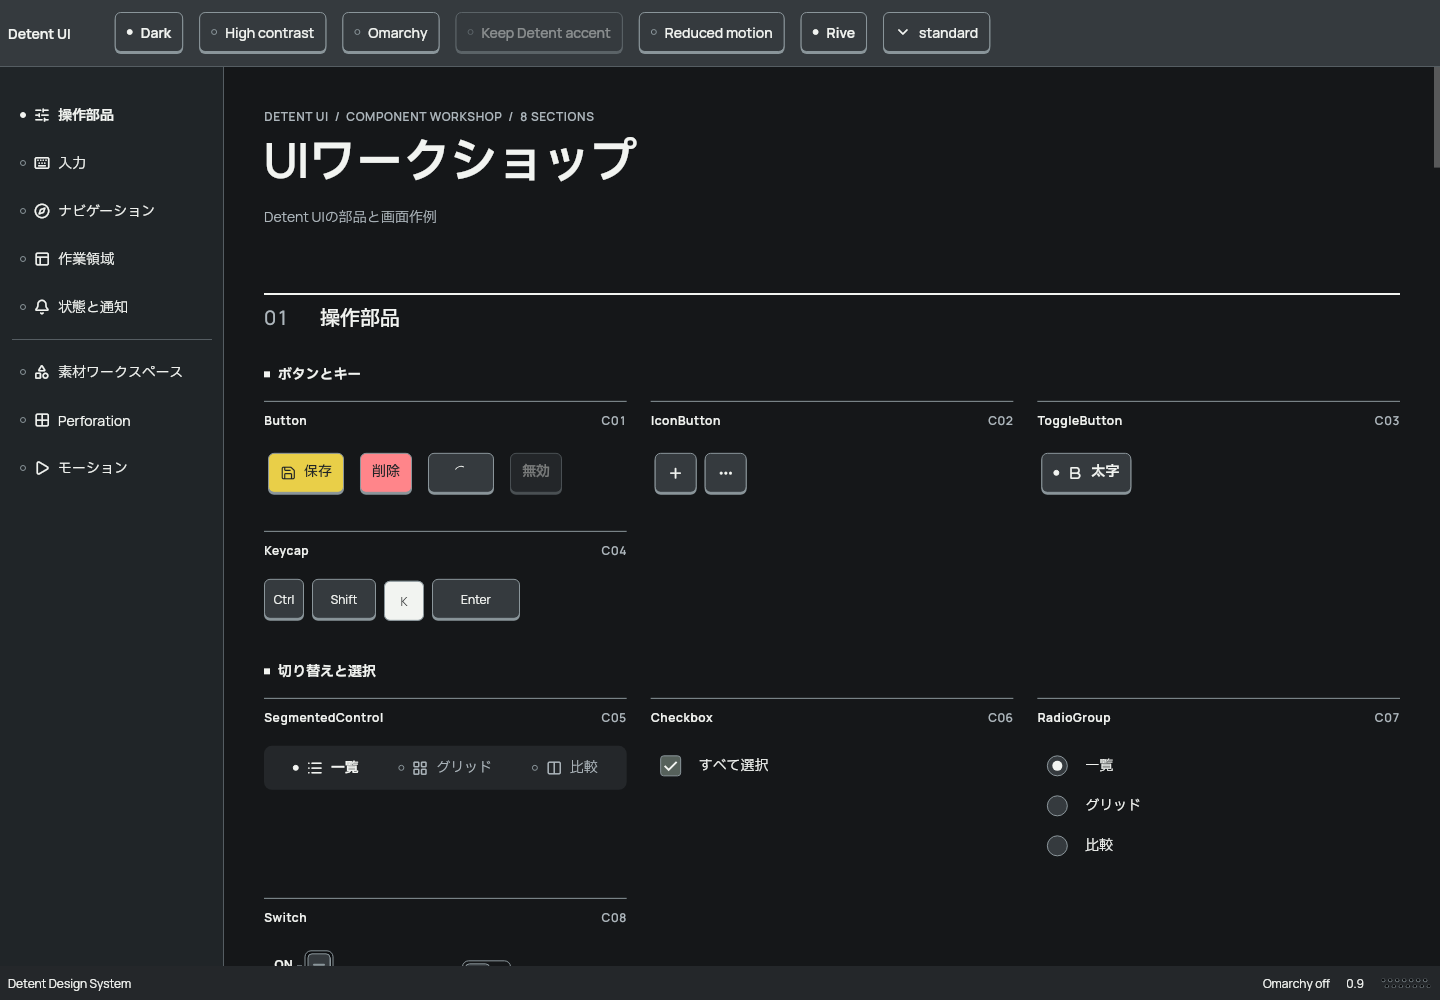 Detent UI Dark High contrast Omarchy Keep Detent accent Reduced motion Rive standard
操作部品
入力
ナビゲーション
作業領域
状態と通知
素材ワークスペース
Perforation
モーション
DETENT UI / COMPONENT WORKSHOP / 8 SECTIONS
UIワークショップ
Detent UIの部品と画面作例
01 操作部品
ボタンとキー
Button C01 IconButton C02 ToggleButton C03
保存 削除 無効 太字
Keycap C04
Ctrl Shift K Enter
切り替えと選択
SegmentedControl C05 Checkbox C06 RadioGroup C07
一覧 グリッド 比較 すべて選択 一覧
グリッド
比較
Switch C08
ON
Detent Design System Omarchy off 0.9